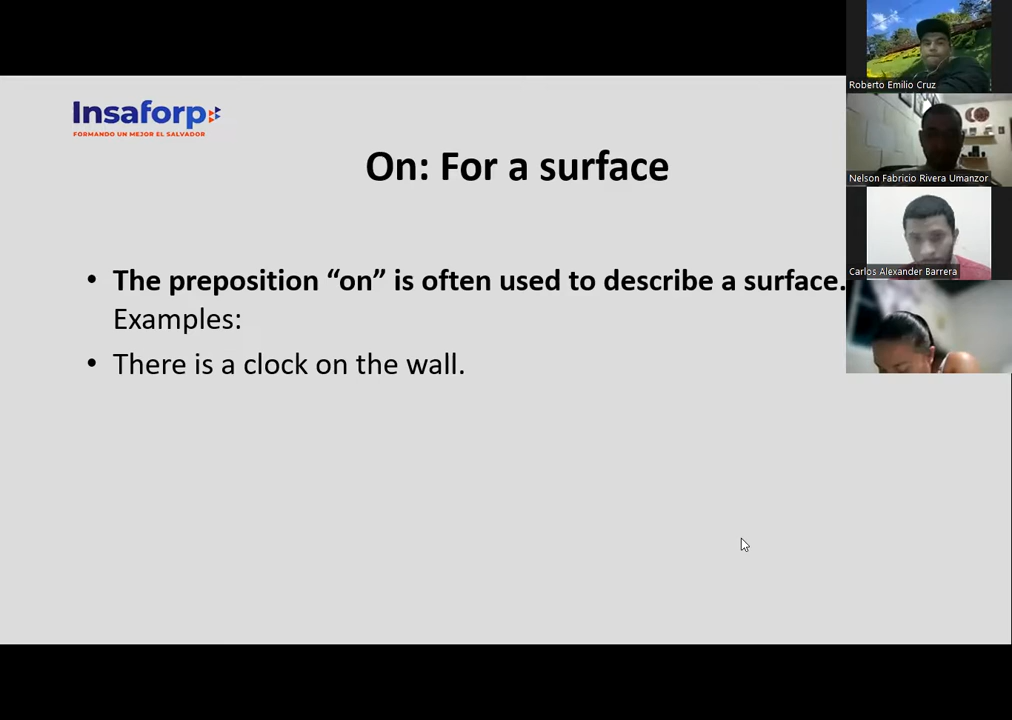 Insaforp
FORMANDO UN MEJOR EL SALVADOR
On: For a surface
• The preposition “on” is often used to describe a surface.
Examples:
• There is a clock on the wall.
Roberto Emilio Cruz
Nelson Fabricio Rivera Umanzor
Carlos Alexander Barrera